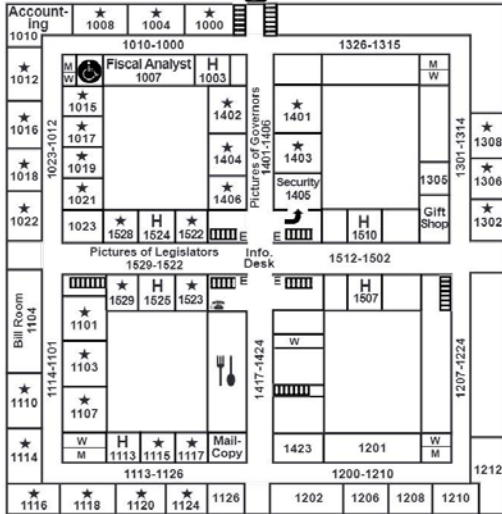 Account-
ing
1010
1008
1004
1000
1010-1000
1326-1315
1012
M
W
Fiscal Analyst
1007
H
1003
M
W
1015
1402
1401
1016
1017
1404
1403
1018
1019
1406
Security
1405
1305
1308
1306
1302
1022
1021
1023-1012
Pictures of Governors
1401-1406
1301-1314
1023
1528
H
1524
1522
E
E
H
1510
Gift
Shop
Pictures of Legislators
1529-1522
Info.
Desk
1512-1502
1529
H
1525
1523
E
E
H
1507
Bill Room
1104
1101
W
1103
1114-1101
1417-1424
1207-1224
1110
1107
1114
W
M
H
1113
1115
1117
Mail-
Copy
1423
1201
W
M
1212
1113-1126
1200-1210
1116
1118
1120
1124
1126
1202
1206
1208
1210